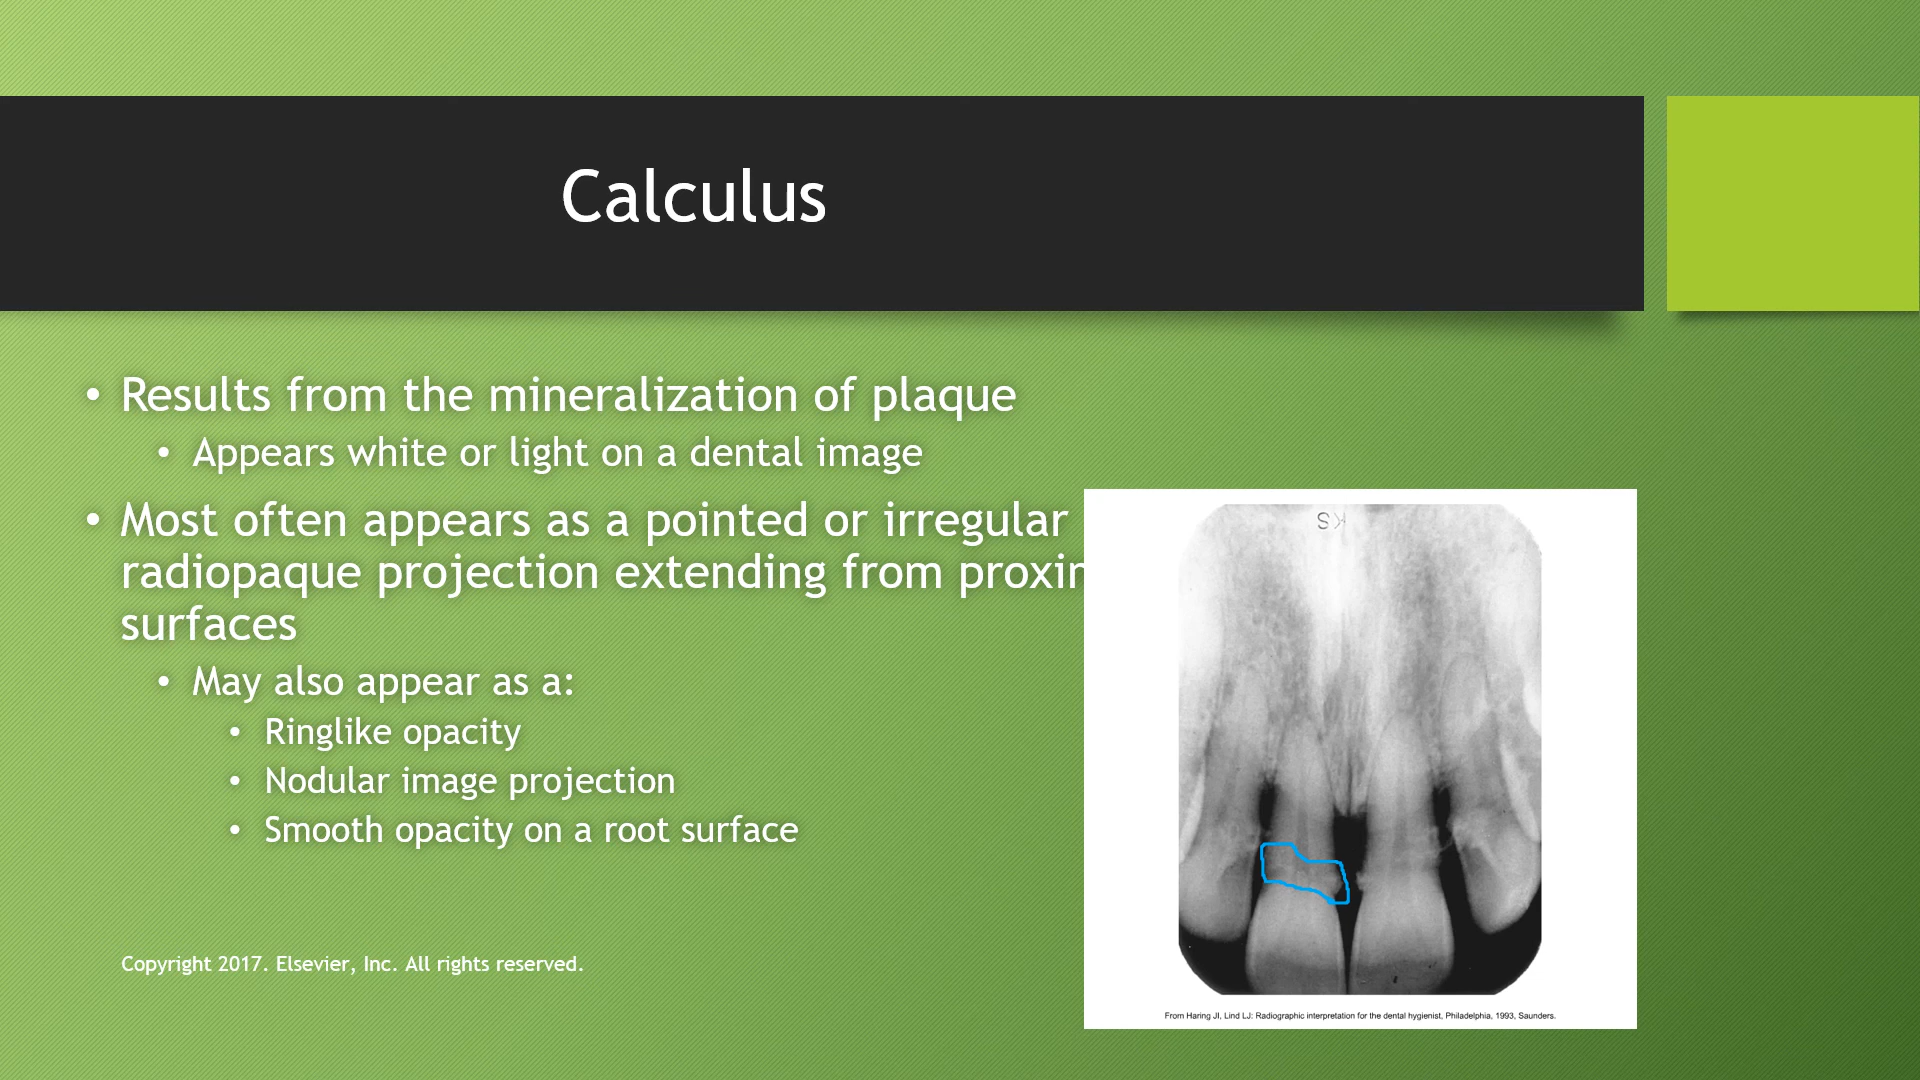 Calculus
• Results from the mineralization of plaque
• Appears white or light on a dental image
• Most often appears as a pointed or irregular
radiopaque projection extending from
surfaces
• May also appear as a:
• Ringlike opacity
• Nodular image projection
• Smooth opacity on a root surface
Copyright 2017. Elsevier, Inc. All rights reserved.
From Haring JI, Lind LJ: Radiographic interpretation for the dental hygienist, Philadelphia, 1993, Saunders.